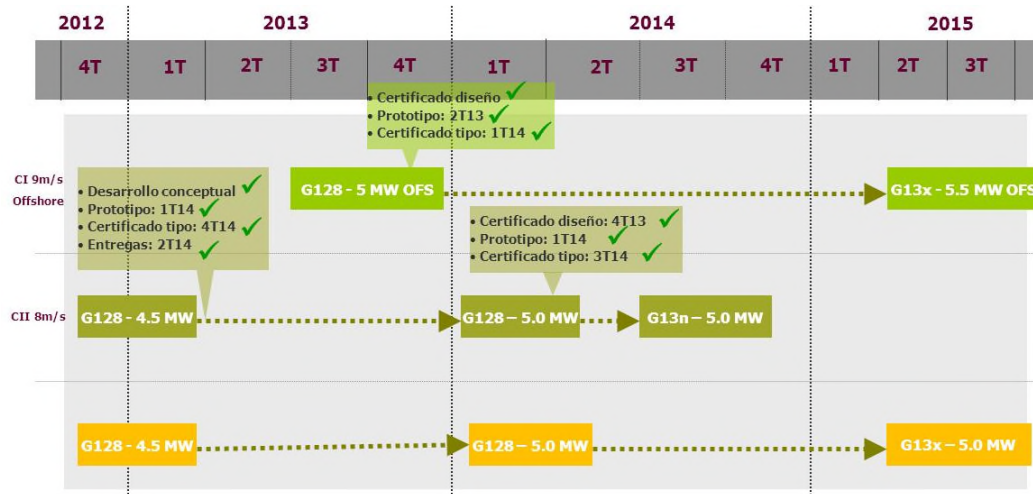 2012 2013 2014 2015
4T 1T 2T 3T 4T 1T 2T 3T 4T 1T 2T 3T
• Certificado diseño
• Prototipo: 2T13
• Certificado tipo: 1T14
CI 9m/s
Offshore
• Desarrollo conceptual
• Prototipo: 1T14
• Certificado tipo: 4T14
• Entregas: 2T14
G128 - 5 MW OFS
G13x - 5.5 MW OFS
• Certificado diseño: 4T13
• Prototipo: 1T14
• Certificado tipo: 3T14
CII 8m/s
G128 - 4.5 MW
G128 – 5.0 MW
G13n – 5.0 MW
G128 - 4.5 MW
G128 – 5.0 MW
G13x – 5.0 MW